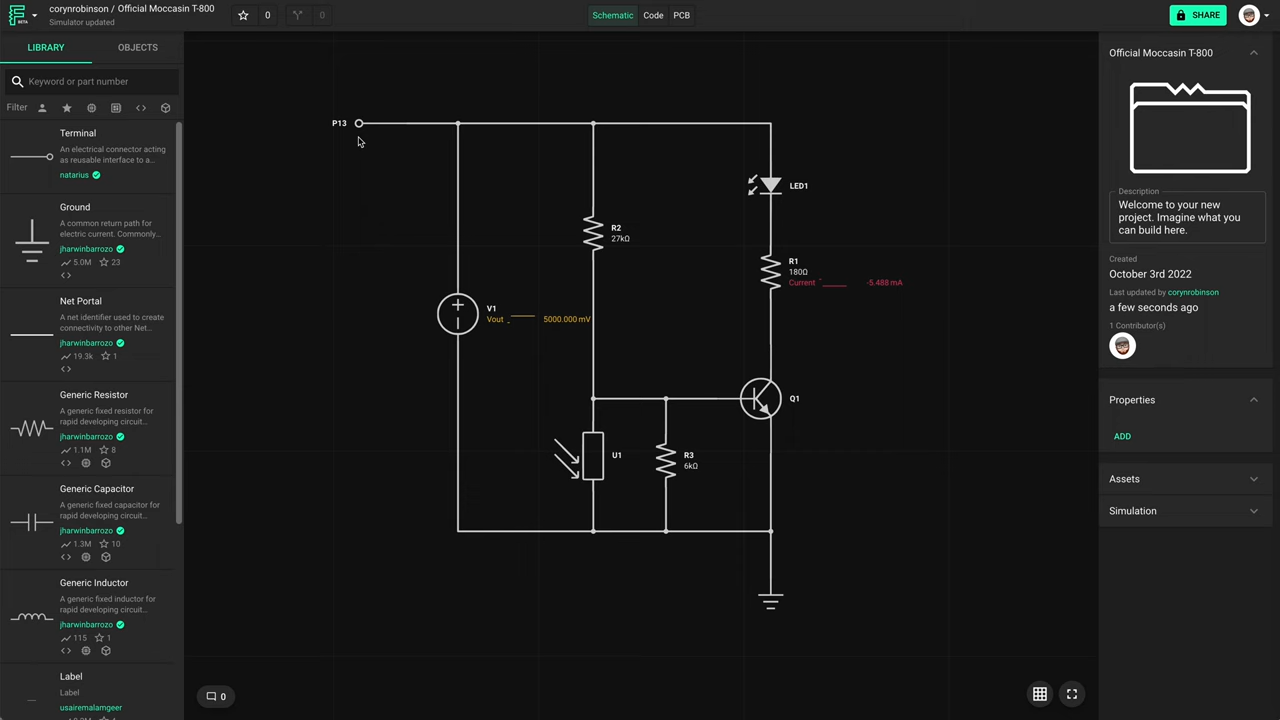 corynrobinson / Official Moccasin T-800
Simulator updated
BETA
0
0
Schematic
Code
PCB
SHARE
LIBRARY
OBJECTS
Keyword or part number
Filter
Terminal
An electrical connector acting
as reusable interface to a…
natarius
Ground
A common return path for
electric current. Commonly…
jharwinbarrozo
5.0M
23
Net Portal
A net identifier used to create
connectivity to other Net…
jharwinbarrozo
19.3k
1
Generic Resistor
A generic fixed resistor for
rapid developing circuit…
jharwinbarrozo
1.1M
8
Generic Capacitor
A generic fixed capacitor for
rapid developing circuit…
jharwinbarrozo
1.3M
10
Generic Inductor
A generic fixed inductor for
rapid developing circuit…
jharwinbarrozo
115
1
Label
Label
usairemalamgeer
P13
LED1
R2
27kΩ
R1
180Ω
Current
-5.488 mA
V1
Vout
5000.000 mV
Q1
U1
R3
6kΩ
0
Official Moccasin T-800
Description
Welcome to your new
project. Imagine what you
can build here.
Created
October 3rd 2022
Last updated by corynrobinson
a few seconds ago
1 Contributor(s)
Properties
ADD
Assets
Simulation